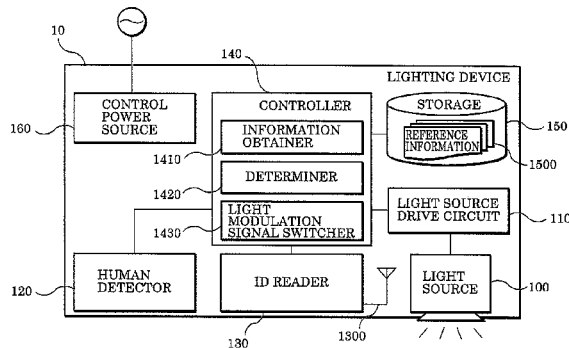 10
140
LIGHTING DEVICE
CONTROL
POWER
SOURCE
160
CONTROLLER
INFORMATION
OBTAINER
1410
DETERMINER
1420
LIGHT
MODULATION
SIGNAL SWITCHER
1430
STORAGE
REFERENCE
INFORMATION
150
1500
LIGHT SOURCE
DRIVE CIRCUIT
110
HUMAN
DETECTOR
120
ID READER
130
1300
LIGHT
SOURCE
100